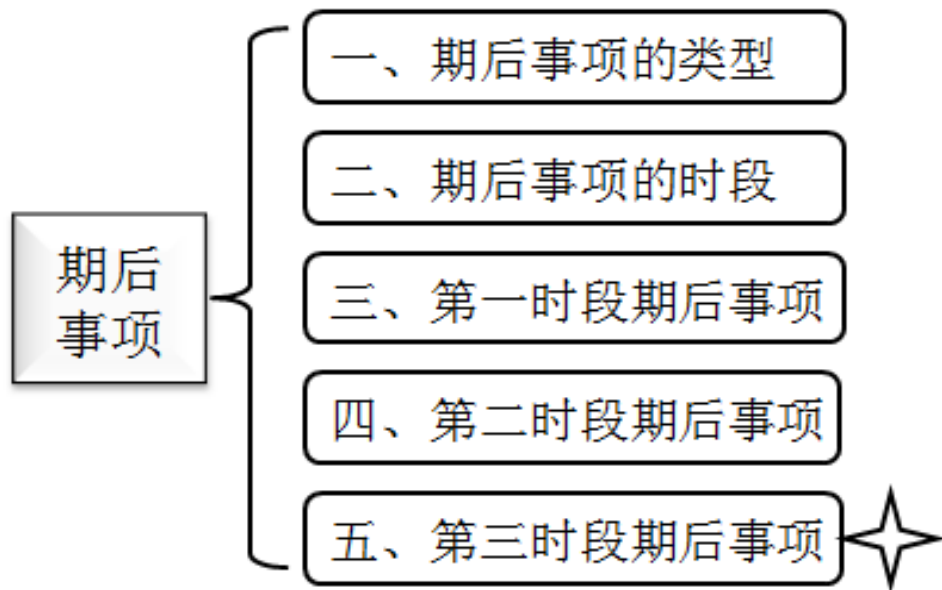 期后
事项
一、期后事项的类型
二、期后事项的时段
三、第一时段期后事项
四、第二时段期后事项
五、第三时段期后事项